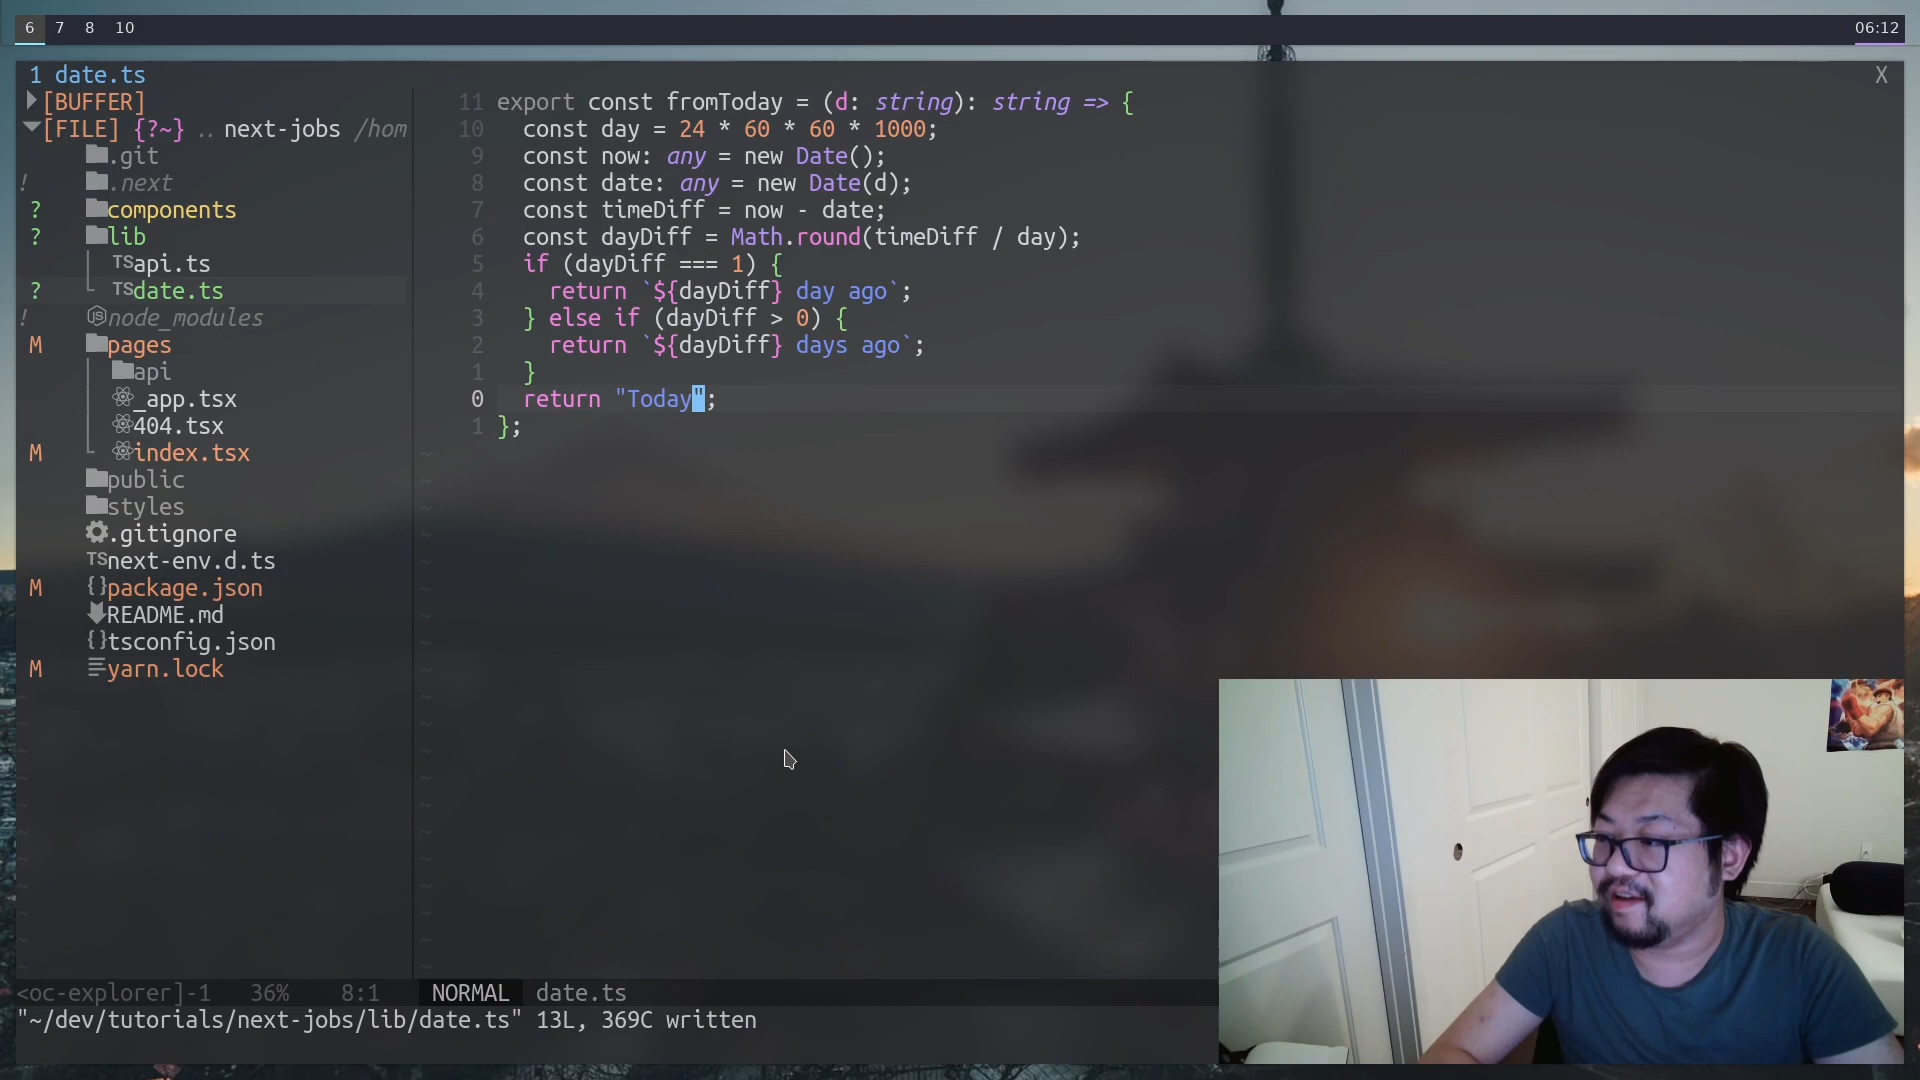 6 7 8 10 06:12
1 date.ts X
[BUFFER]
[FILE] {?~} .. next-jobs /hom
.git
! .next
? components
? lib
TS api.ts
? TS date.ts
! node_modules
M pages
api
_app.tsx
404.tsx
M index.tsx
public
styles
.gitignore
TS next-env.d.ts
M {} package.json
README.md
{} tsconfig.json
M yarn.lock
11 export const fromToday = (d: string): string => {
10 const day = 24 * 60 * 60 * 1000;
9 const now: any = new Date();
8 const date: any = new Date(d);
7 const timeDiff = now - date;
6 const dayDiff = Math.round(timeDiff / day);
5 if (dayDiff === 1) {
4 return `${dayDiff} day ago`;
3 } else if (dayDiff > 0) {
2 return `${dayDiff} days ago`;
1 }
0 return "Today";
1 };
<oc-explorer]-1 36% 8:1 NORMAL date.ts
"~/dev/tutorials/next-jobs/lib/date.ts" 13L, 369C written